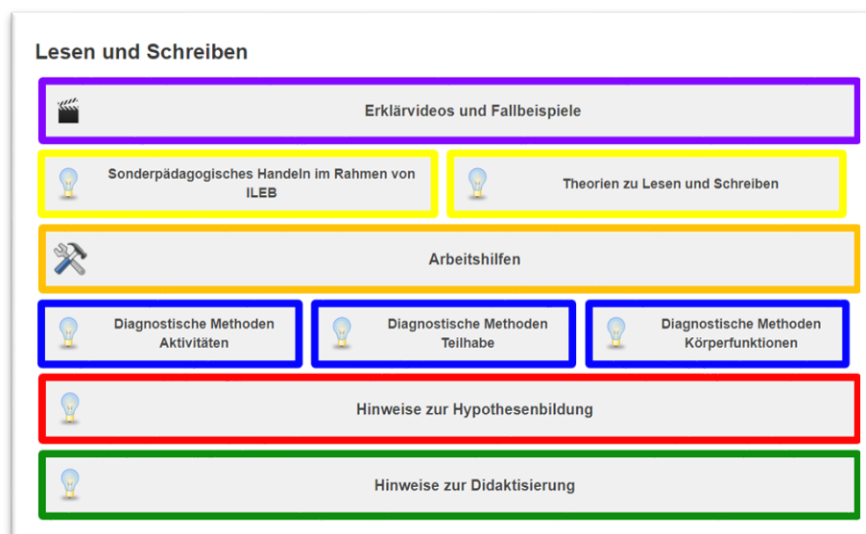 Lesen und Schreiben
Erklärvideos und Fallbeispiele
Sonderpädagogisches Handeln im Rahmen von
ILEB
Theorien zu Lesen und Schreiben
Arbeitshilfen
Diagnostische Methoden
Aktivitäten
Diagnostische Methoden
Teilhabe
Diagnostische Methoden
Körperfunktionen
Hinweise zur Hypothesenbildung
Hinweise zur Didaktisierung